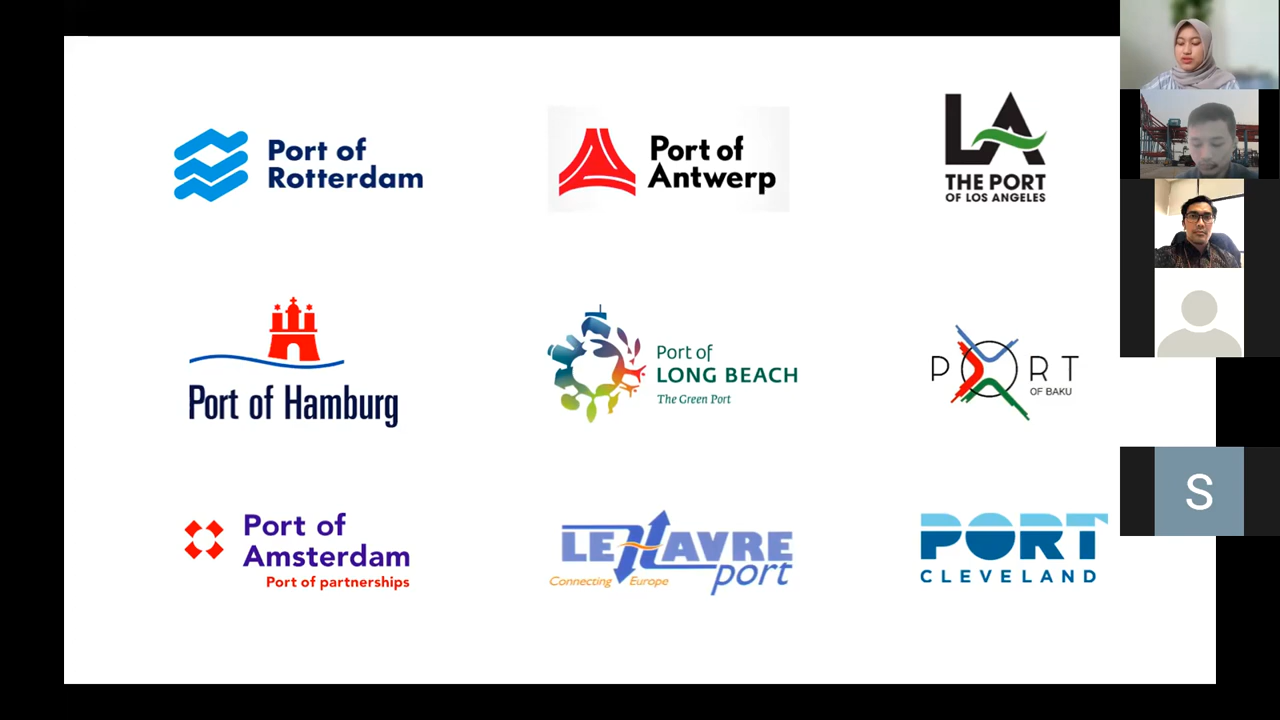 Port of
Rotterdam
Port of
Antwerp
LA
THE PORT
OF LOS ANGELES
Port of Hamburg
Port of
LONG BEACH
The Green Port
PORT
OF BAKU
Port of
Amsterdam
Port of partnerships
LE HAVRE
port
Connecting Europe
PORT
CLEVELAND
S